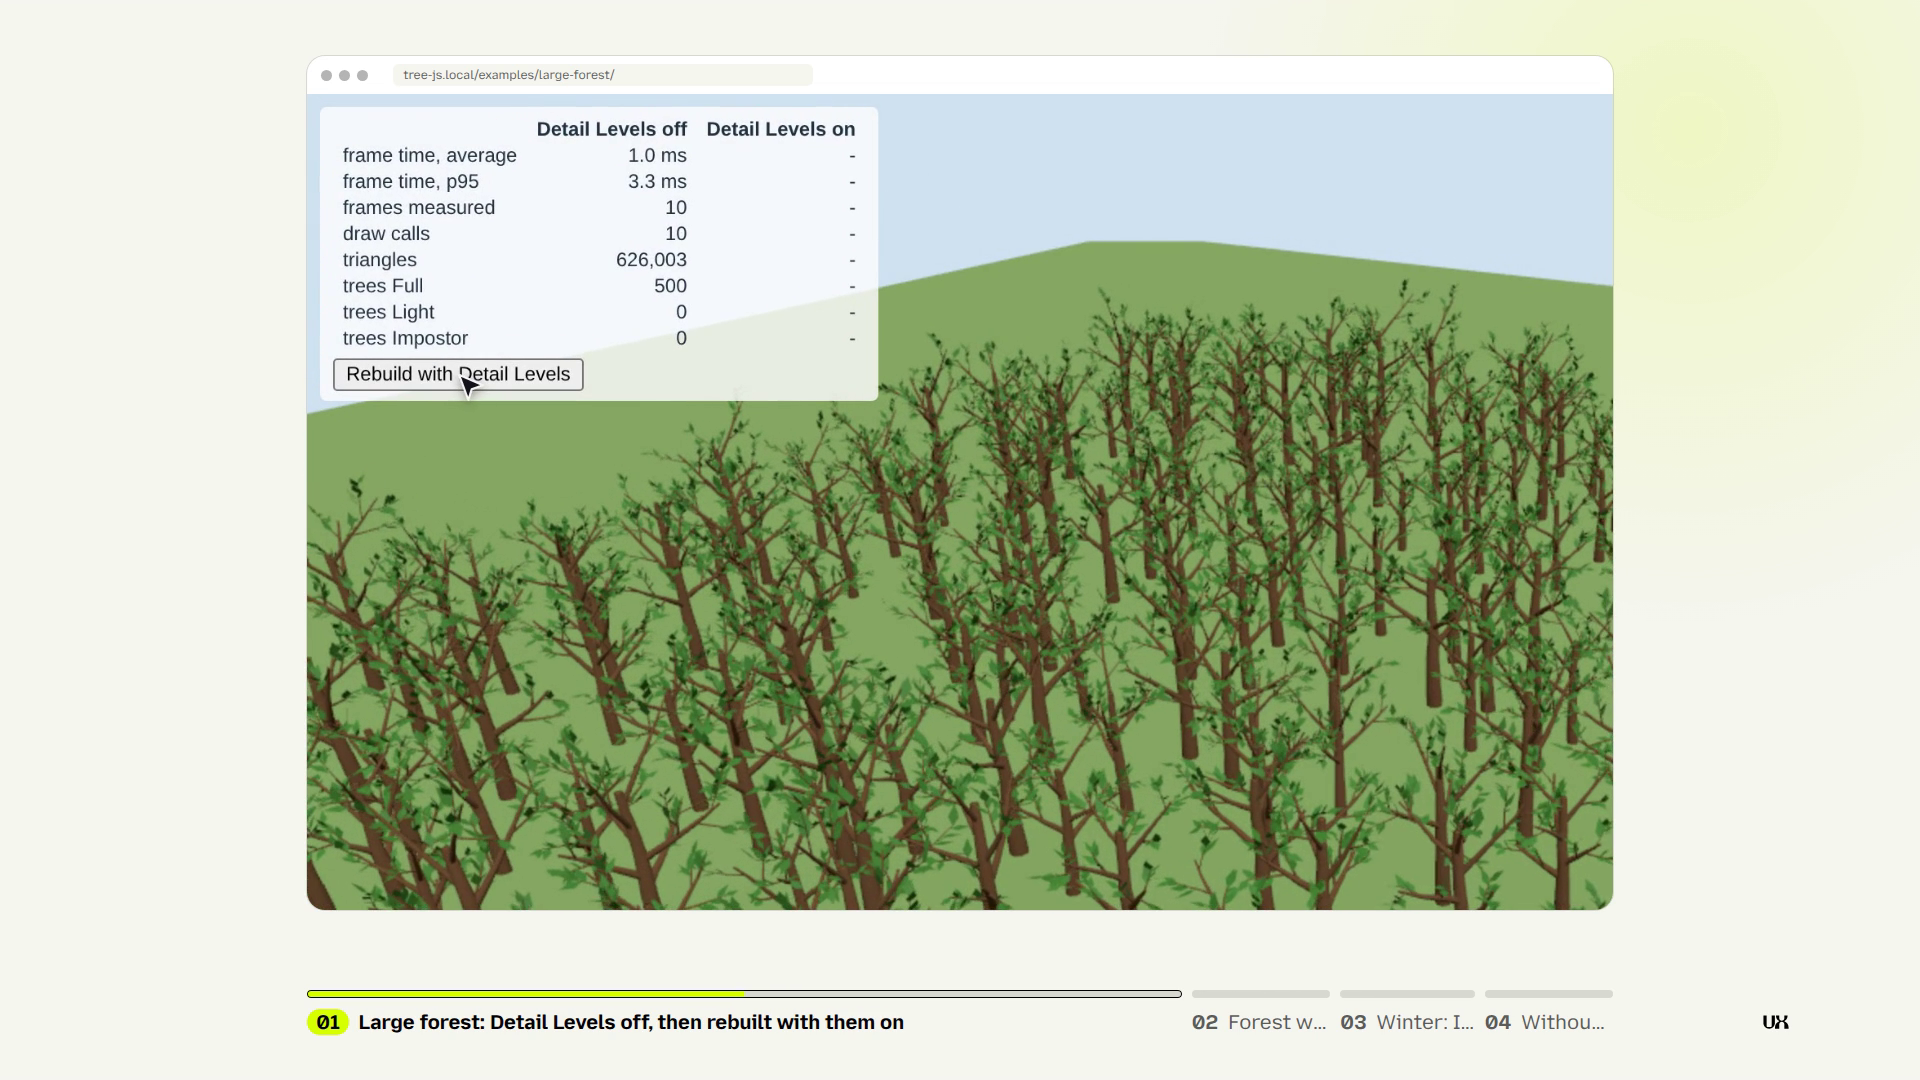 tree-js.local/examples/large-forest/
Detail Levels off Detail Levels on
frame time, average 1.0 ms -
frame time, p95 3.3 ms -
frames measured 10 -
draw calls 10 -
triangles 626,003 -
trees Full 500 -
trees Light 0 -
trees Impostor 0 -
Rebuild with Detail Levels
01 Large forest: Detail Levels off, then rebuilt with them on
02 Forest w...
03 Winter: I...
04 Withou...
UX